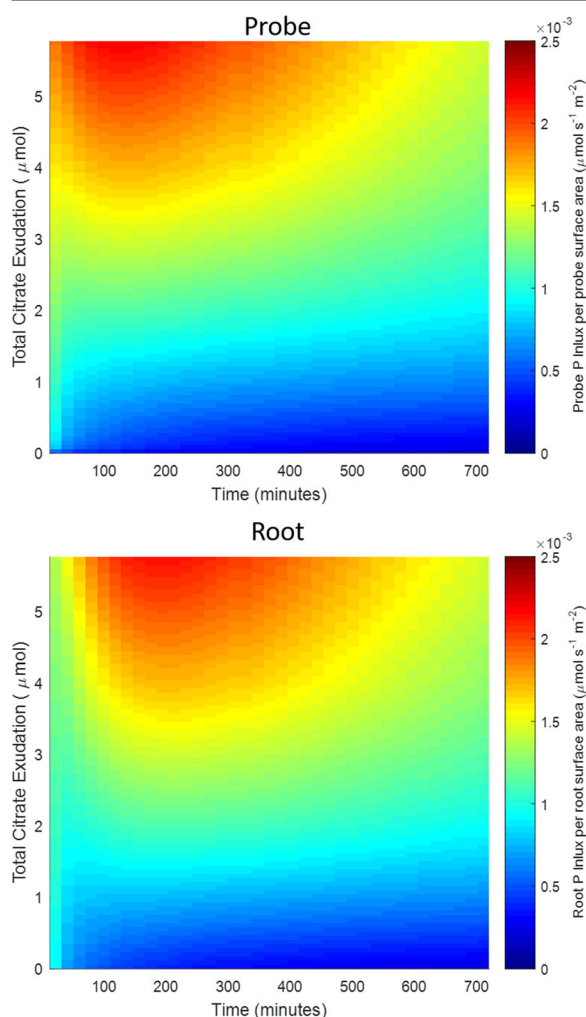 Probe
Total Citrate Exudation ( μmol)
5
4
3
2
1
0
100 200 300 400 500 600 700
Time (minutes)
×10⁻³
2.5
2
1.5
1
0.5
0
Probe P Inlux per probe surface area (μmol s⁻¹ m⁻²)
Root
Total Citrate Exudation ( μmol)
5
4
3
2
1
0
100 200 300 400 500 600 700
Time (minutes)
×10⁻³
2.5
2
1.5
1
0.5
0
Root P Inlux per root surface area (μmol s⁻¹ m⁻²)